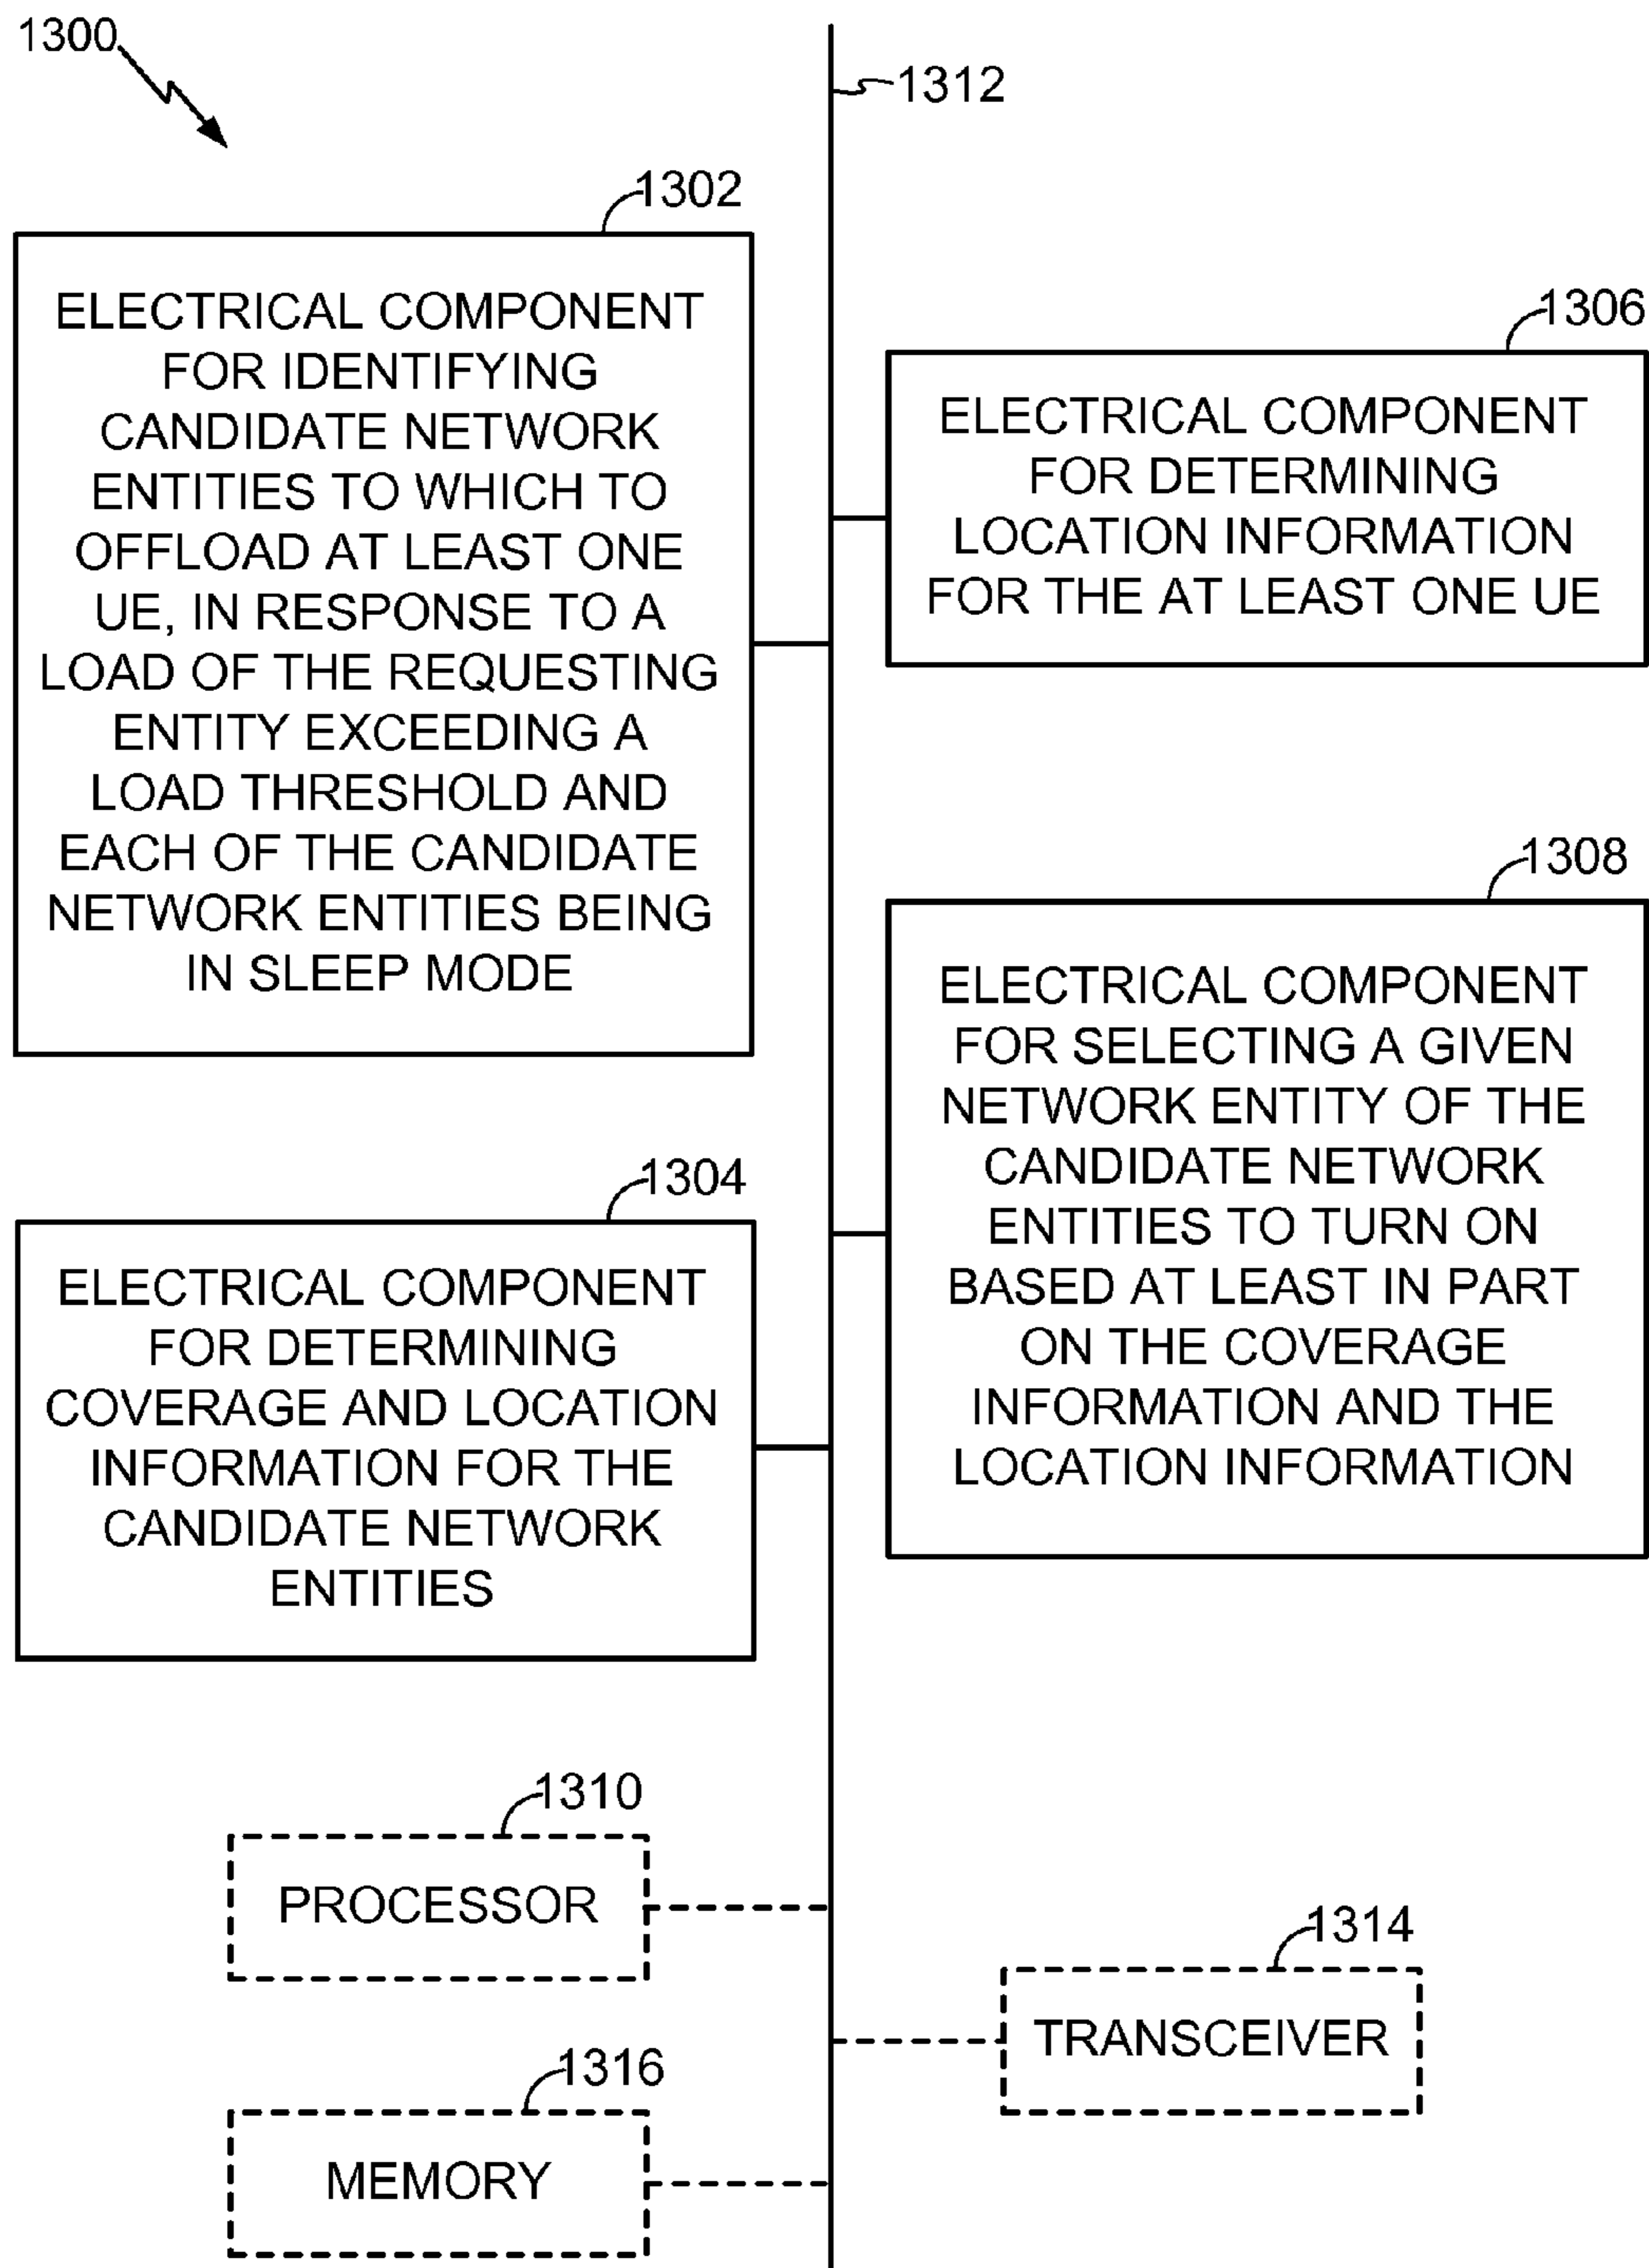 1300
1312
1302
ELECTRICAL COMPONENT
FOR IDENTIFYING
CANDIDATE NETWORK
ENTITIES TO WHICH TO
OFFLOAD AT LEAST ONE
UE, IN RESPONSE TO A
LOAD OF THE REQUESTING
ENTITY EXCEEDING A
LOAD THRESHOLD AND
EACH OF THE CANDIDATE
NETWORK ENTITIES BEING
IN SLEEP MODE
1306
ELECTRICAL COMPONENT
FOR DETERMINING
LOCATION INFORMATION
FOR THE AT LEAST ONE UE
1308
ELECTRICAL COMPONENT
FOR SELECTING A GIVEN
NETWORK ENTITY OF THE
CANDIDATE NETWORK
ENTITIES TO TURN ON
BASED AT LEAST IN PART
ON THE COVERAGE
INFORMATION AND THE
LOCATION INFORMATION
1304
ELECTRICAL COMPONENT
FOR DETERMINING
COVERAGE AND LOCATION
INFORMATION FOR THE
CANDIDATE NETWORK
ENTITIES
1310
PROCESSOR
1314
TRANSCEIVER
1316
MEMORY